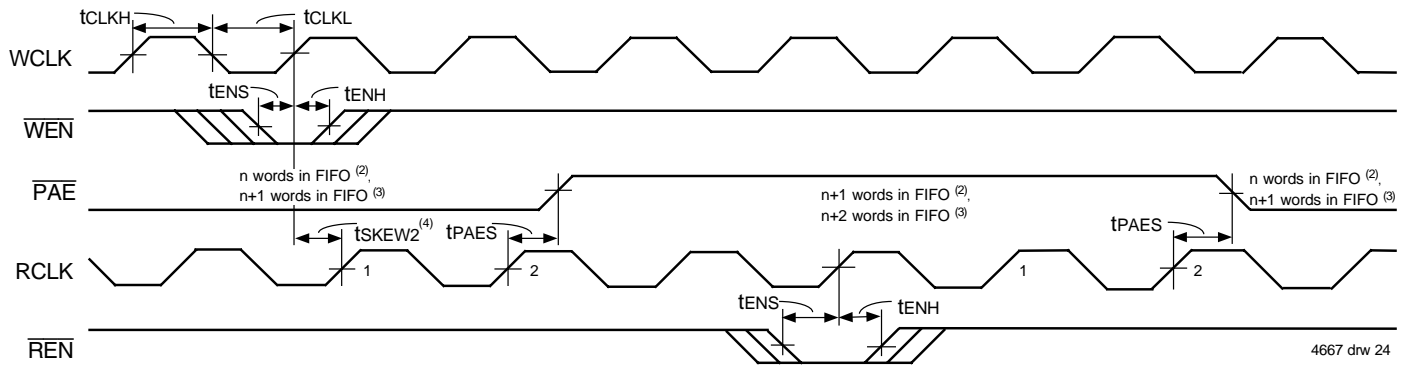 tCLKH
tCLKL
WCLK
tENS
tENH
WEN
n words in FIFO (2),
n+1 words in FIFO (3)
PAE
n+1 words in FIFO (2),
n+2 words in FIFO (3)
n words in FIFO (2),
n+1 words in FIFO (3)
tSKEW2(4)
tPAES
tPAES
RCLK
1
2
1
2
tENS
tENH
REN
4667 drw 24